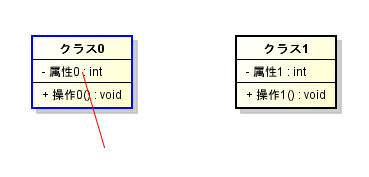 クラス0
- 属性0 : int
+ 操作0() : void
クラス1
- 属性1 : int
+ 操作1() : void